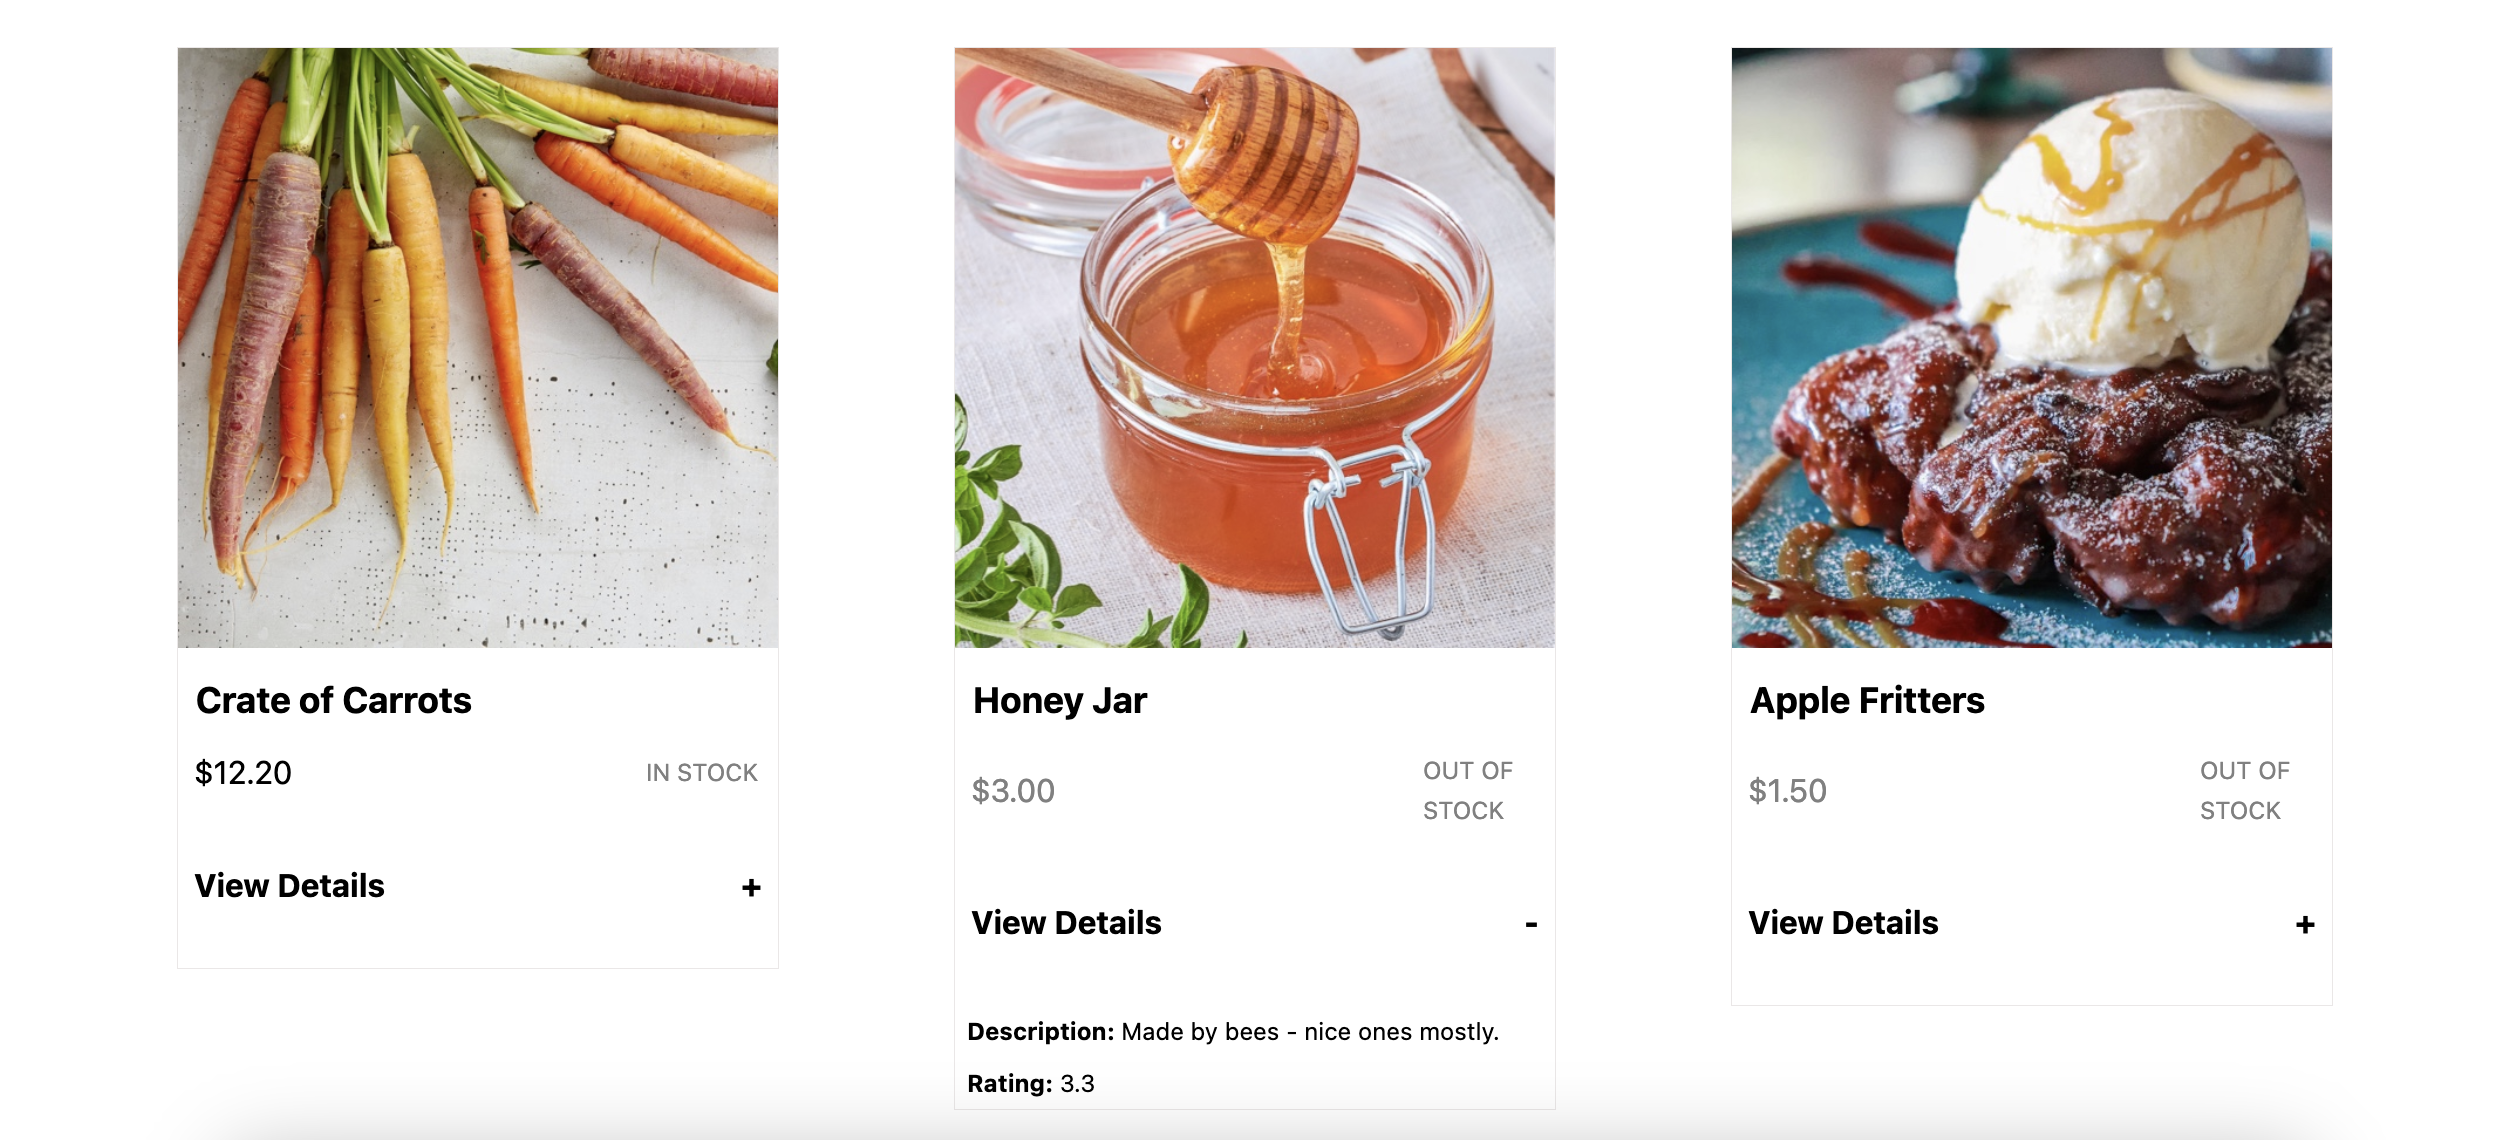 Crate of Carrots
$12.20
IN STOCK
View Details
+
Honey Jar
$3.00
OUT OF
STOCK
View Details
-
Description: Made by bees - nice ones mostly.
Rating: 3.3
Apple Fritters
$1.50
OUT OF
STOCK
View Details
+